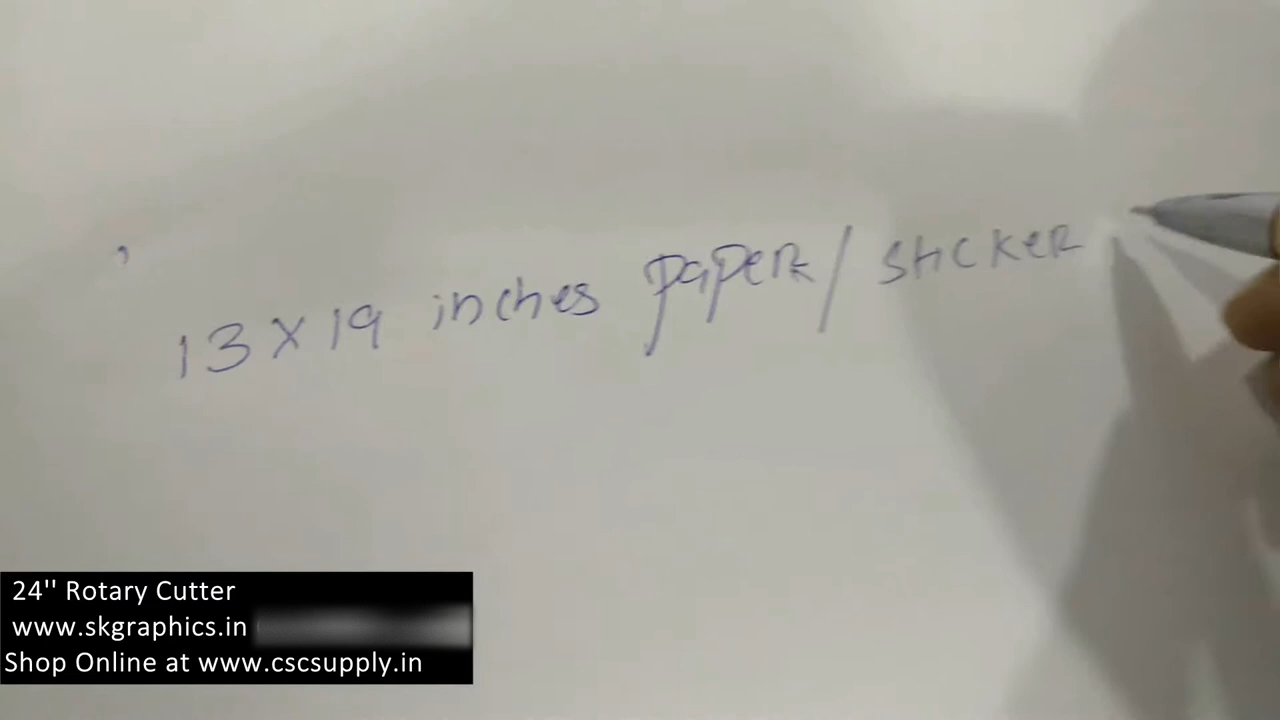 13 X 19 inches paper / sticker
24'' Rotary Cutter
www.skgraphics.in
Shop Online at www.cscsupply.in